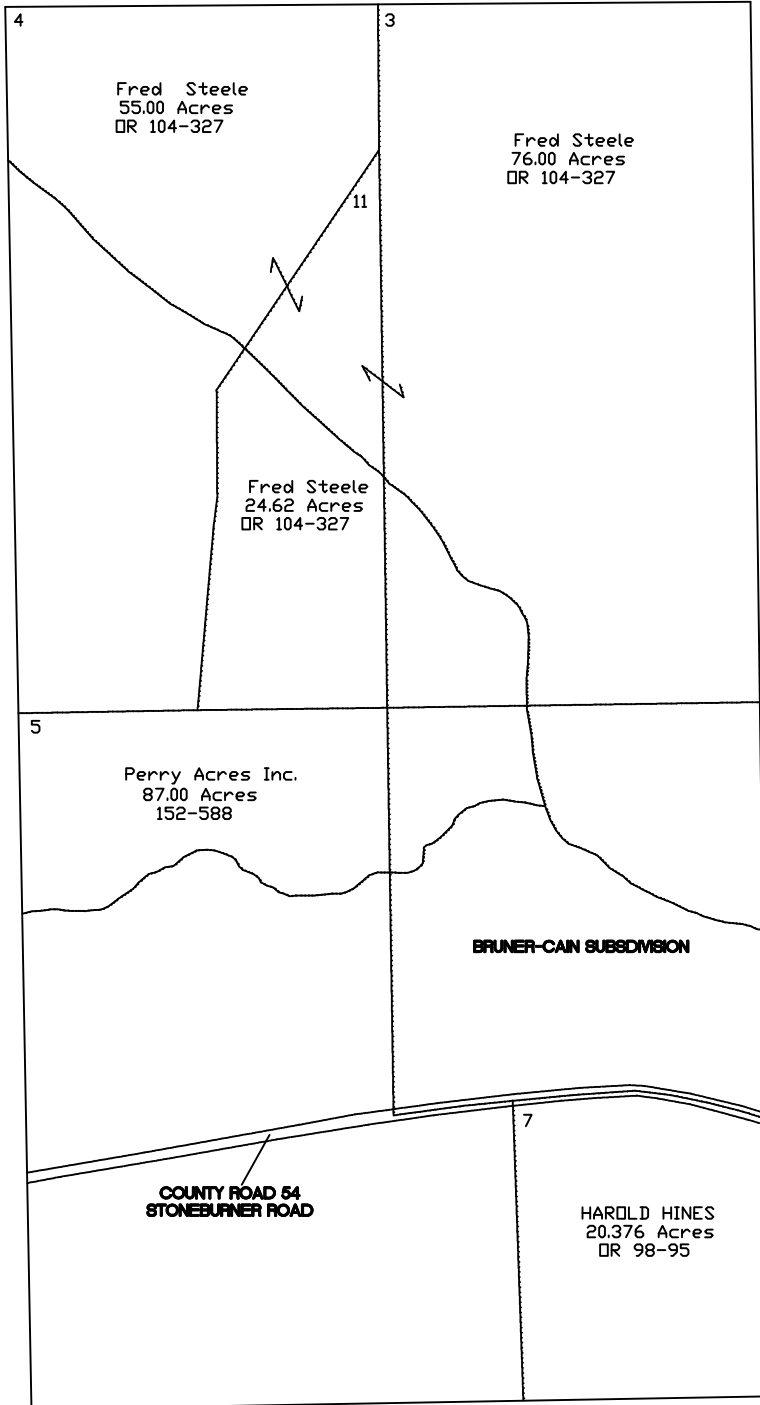 4
3
Fred Steele
55.00 Acres
OR 104-327
Fred Steele
76.00 Acres
OR 104-327
11
Fred Steele
24.62 Acres
OR 104-327
5
Perry Acres Inc.
87.00 Acres
152-588
BRUNER-CAIN SUBSDIVISION
7
COUNTY ROAD 54
STONEBURNER ROAD
HAROLD HINES
20.376 Acres
OR 98-95